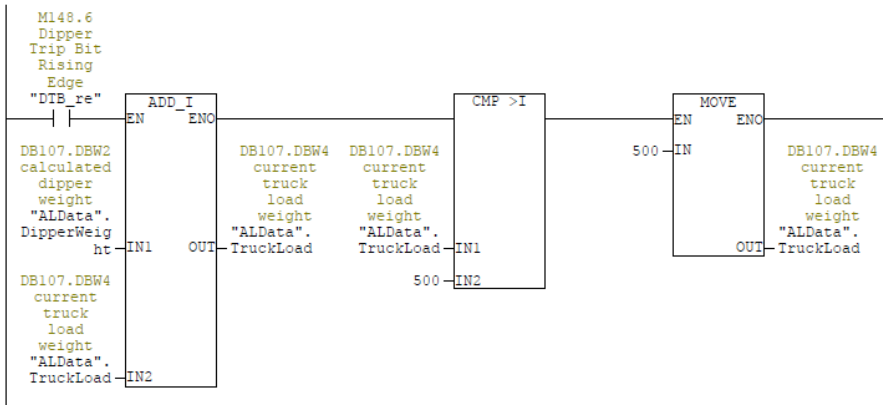 M148.6
Dipper
Trip Bit
Rising
Edge
"DTB_re"
ADD_I
EN ENO
DB107.DBW2
calculated
dipper
weight
"ALData".
DipperWeig
ht
IN1 OUT
DB107.DBW4
current
truck
load
weight
"ALData".
TruckLoad
IN2
DB107.DBW4
current
truck
load
weight
"ALData".
TruckLoad
CMP >I
DB107.DBW4
current
truck
load
weight
"ALData".
TruckLoad
IN1
500
IN2
MOVE
EN ENO
500
IN
OUT
DB107.DBW4
current
truck
load
weight
"ALData".
TruckLoad